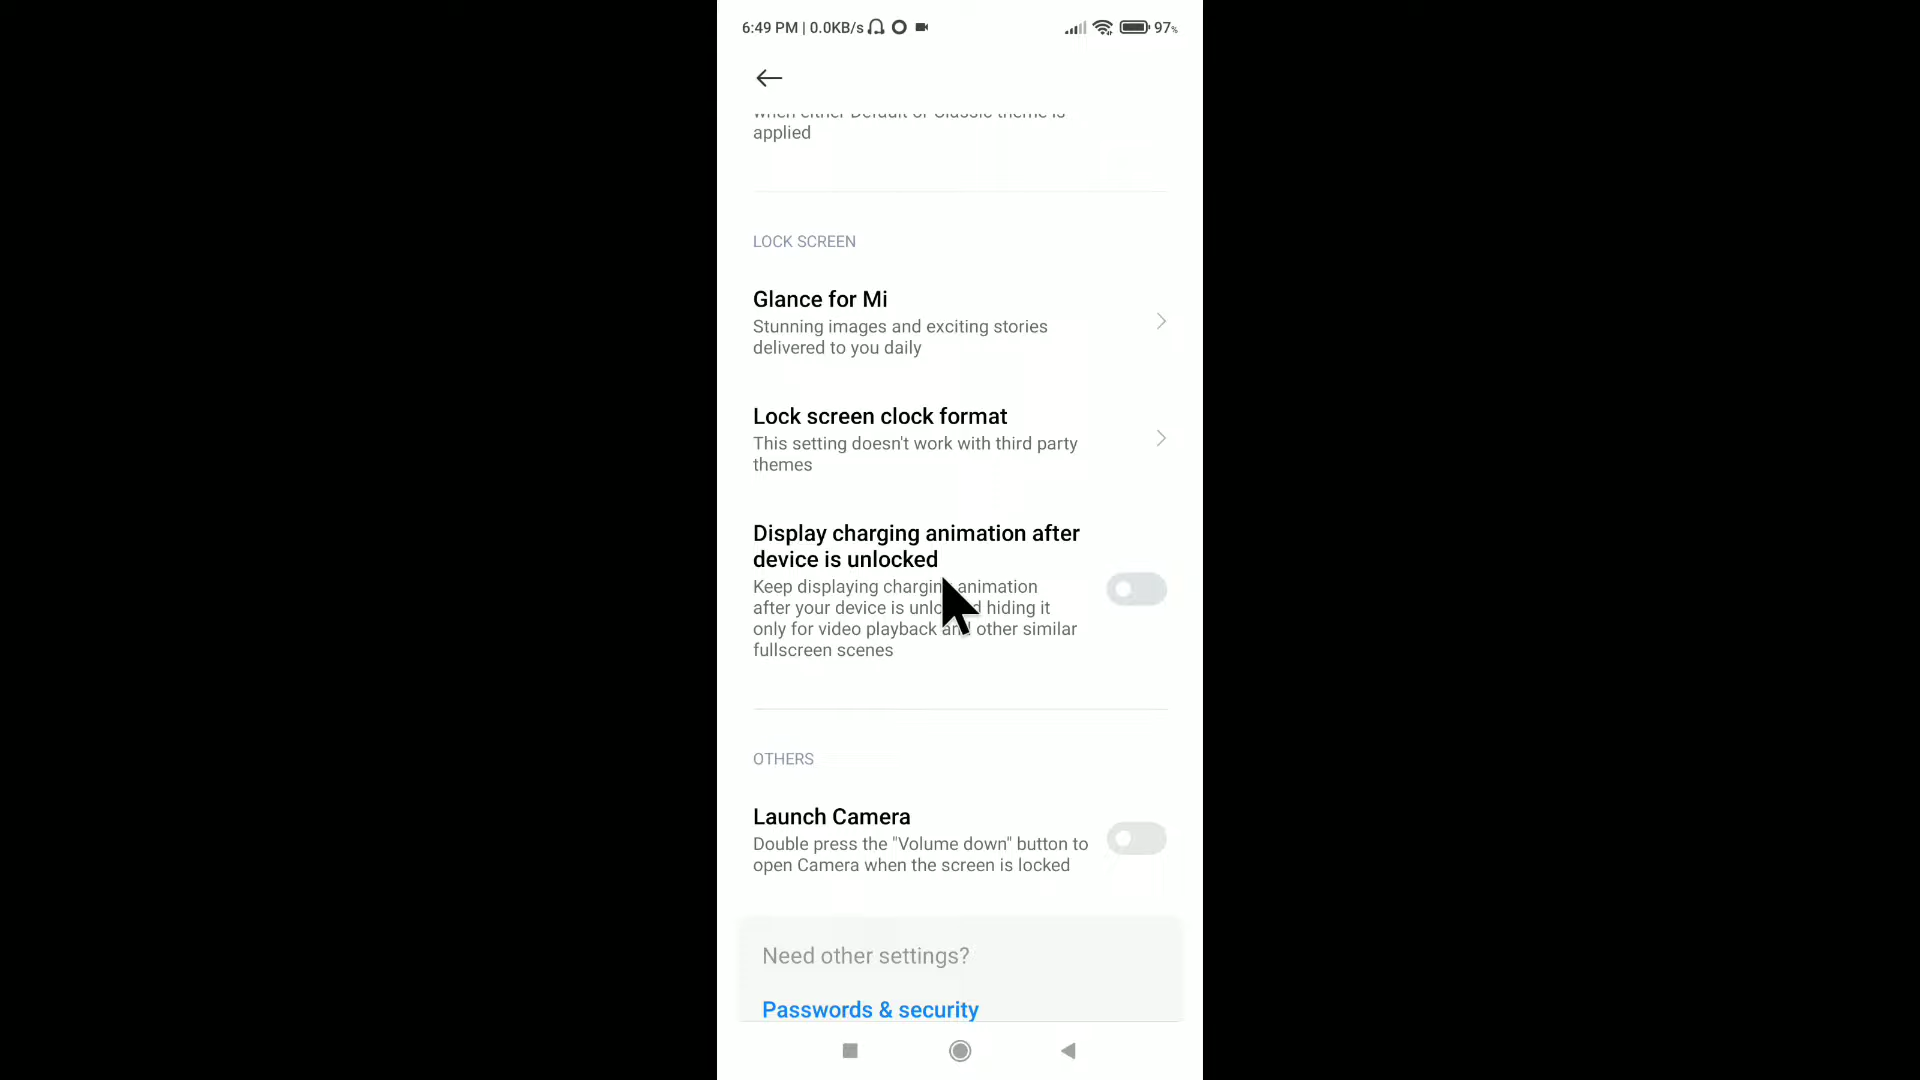 6:49 PM | 0.0KB/s
97%
when either Default or Classic theme is
applied
LOCK SCREEN
Glance for Mi
Stunning images and exciting stories
delivered to you daily
Lock screen clock format
This setting doesn't work with third party
themes
Display charging animation after
device is unlocked
Keep displaying charging animation
after your device is hiding it
only for video playback other similar
fullscreen scenes
OTHERS
Launch Camera
Double press the "Volume down" button to
open Camera when the screen is locked
Need other settings?
Passwords & security